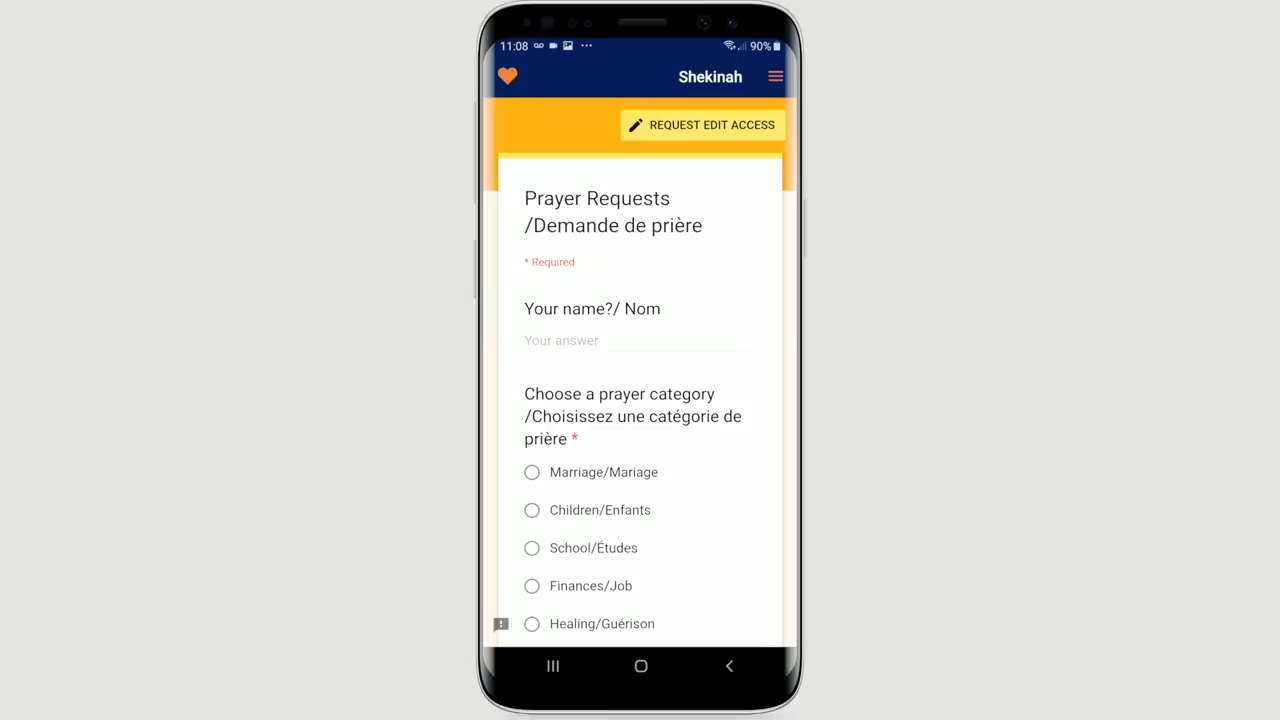 11:08
90%
Shekinah
REQUEST EDIT ACCESS
Prayer Requests
/Demande de prière
* Required
Your name?/ Nom
Your answer
Choose a prayer category
/Choisissez une catégorie de
prière *
Marriage/Mariage
Children/Enfants
School/Études
Finances/Job
Healing/Guérison